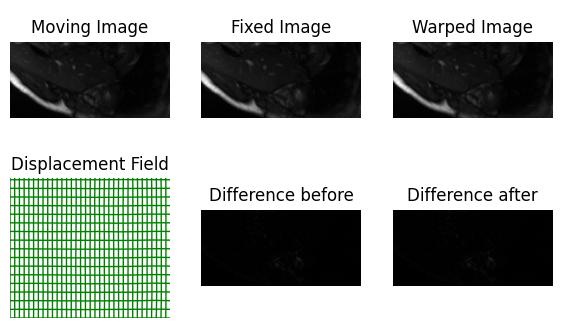 Moving Image
Fixed Image
Warped Image
Displacement Field
Difference before
Difference after